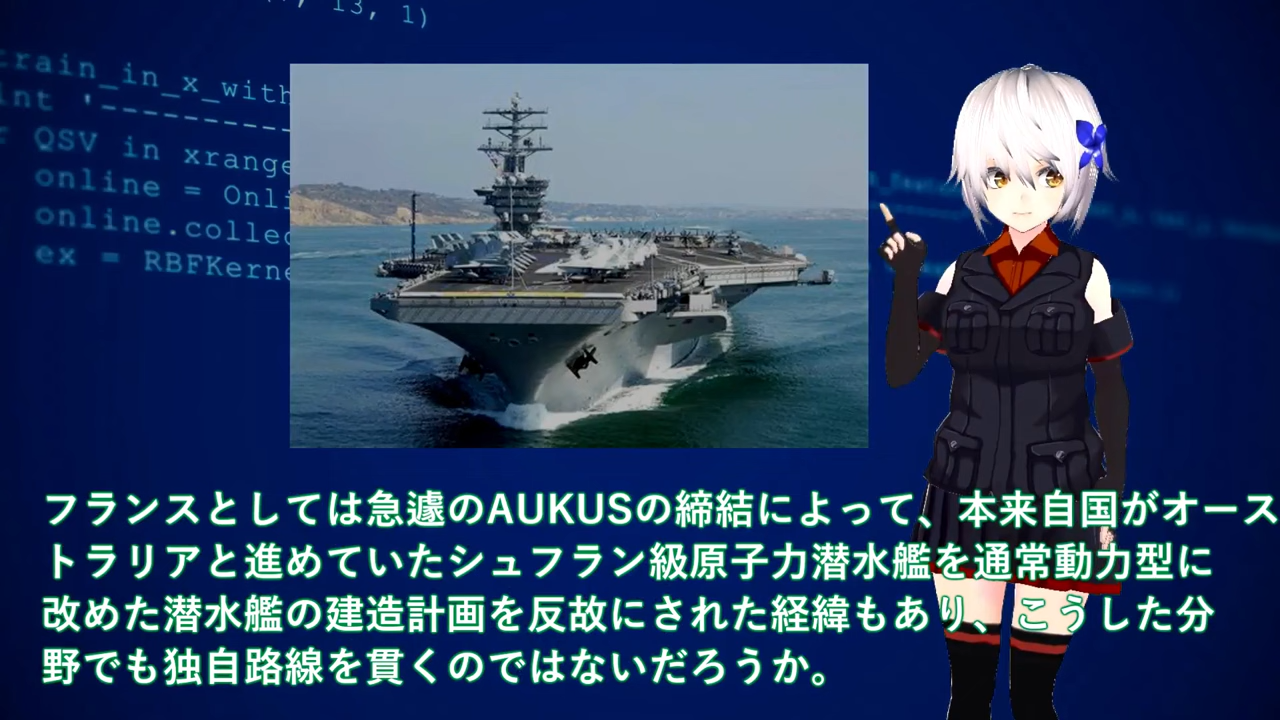 13, 1)
train_in_x_with
int '----------
QSV in xrange
online = Onli
online.collec
ex = RBFKerne
フランスとしては急遽のAUKUSの締結によって、本来自国がオース
トラリアと進めていたシュフラン級原子力潜水艦を通常動力型に
改めた潜水艦の建造計画を反故にされた経緯もあり、こうした分
野でも独自路線を貫くのではないだろうか。